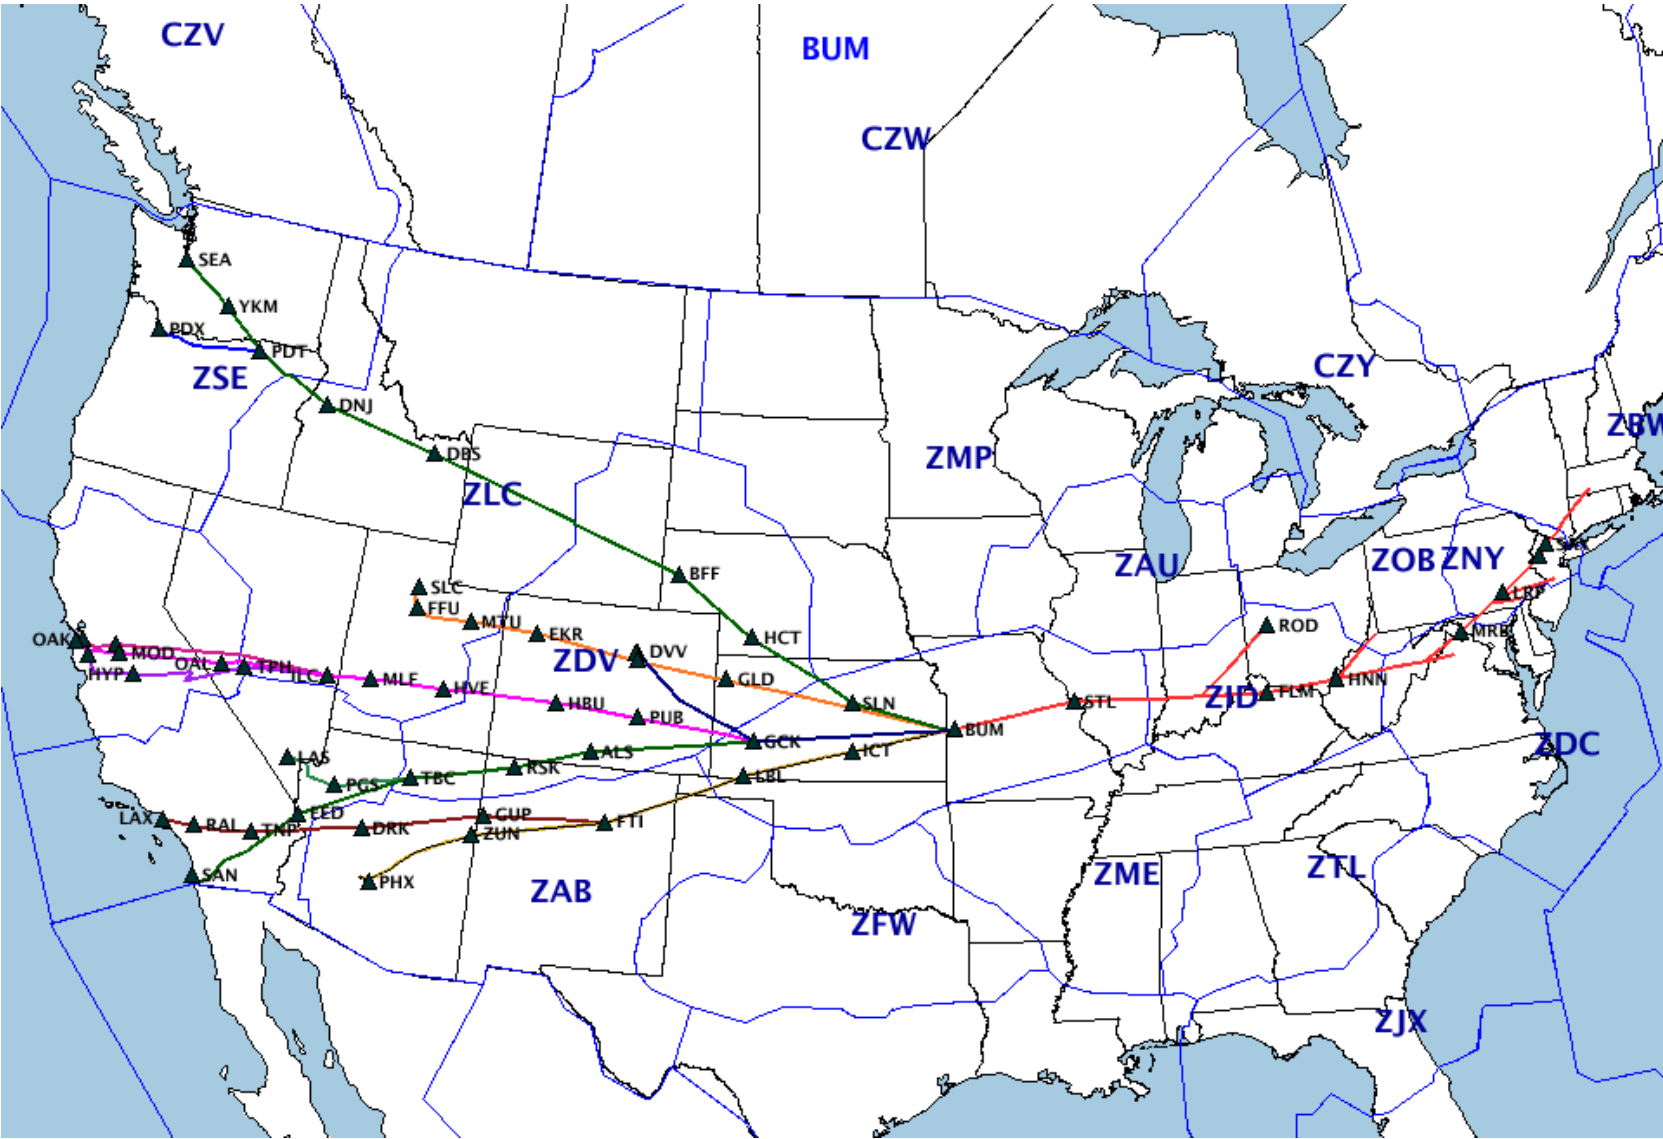 CZV
BUM
CZW
SEA
YKM
PDX
PDT
CZY
ZSE
DNJ
ZBW
DBS
ZMP
ZLC
ZAU
ZOB
ZNY
BFF
SLC
LRP
FFU
MTU
ROD
EKR
HCT
MRB
OAK
MOD
DVV
OAL
TPH
ZDV
HYP
ILC
MLF
GLD
HNN
HVE
FLM
ZID
HBU
SLN
STL
PUB
BUM
GCK
ZDC
LAS
ALS
ICT
RSK
LBL
PGS
TBC
EED
GUP
LAX
RAL
TNP
DRK
FTI
ZUN
SAN
PHX
ZAB
ZME
ZTL
ZFW
ZJX